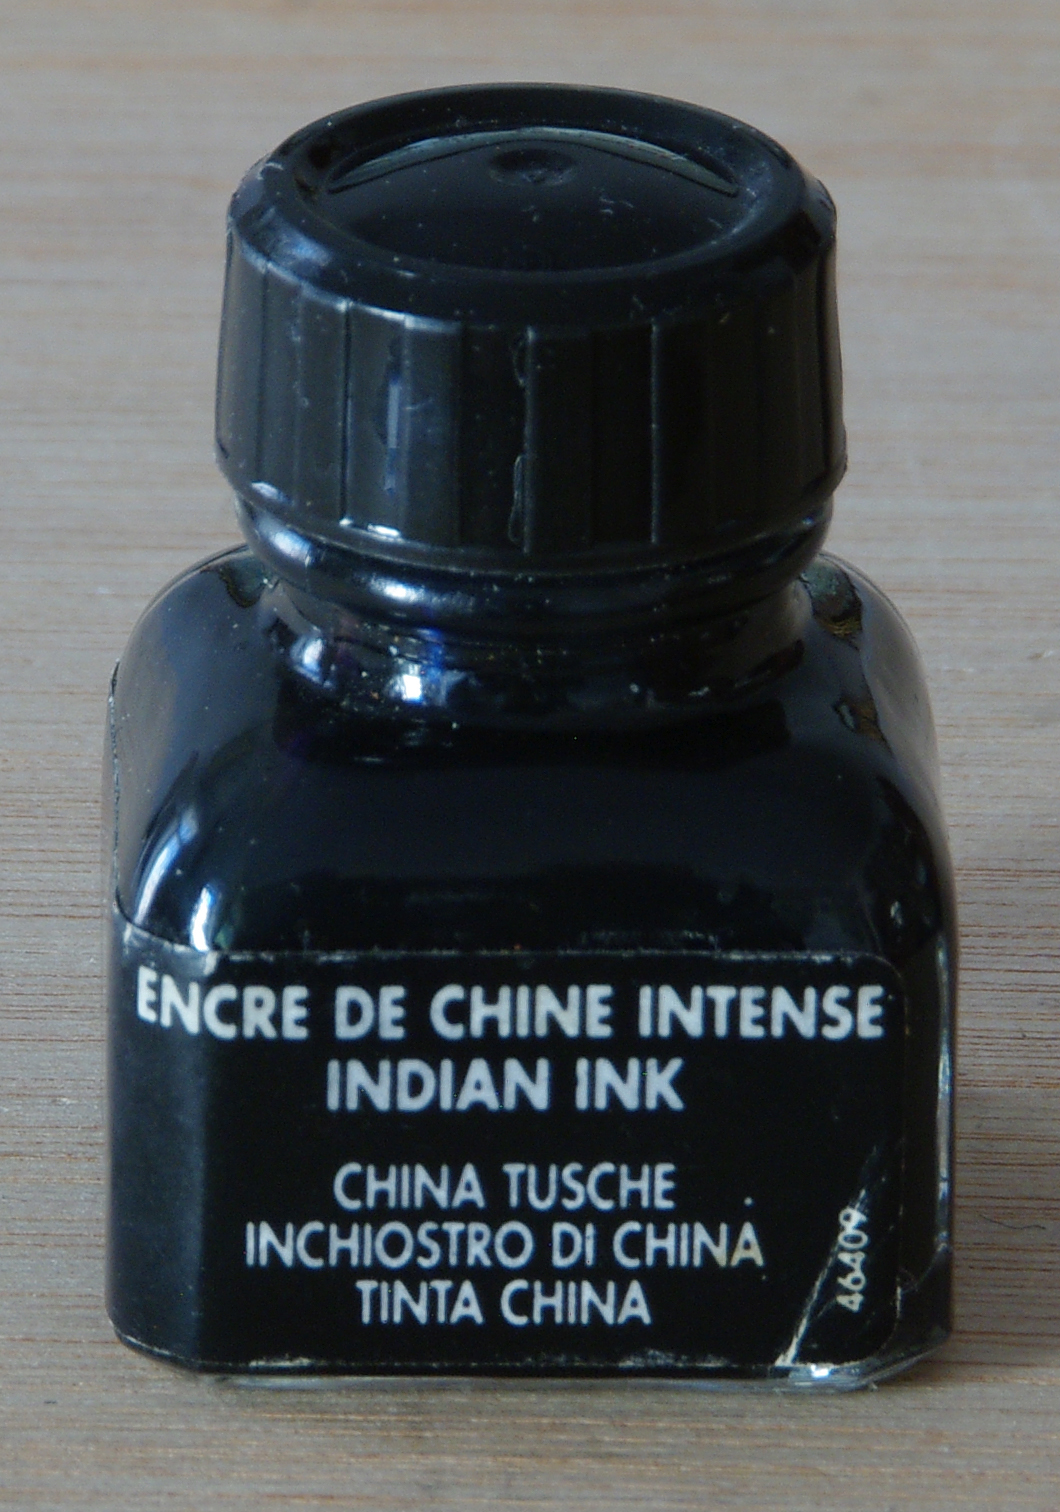 ENCRE DE CHINE INTENSE
INDIAN INK
CHINA TUSCHE
INCHIOSTRO DI CHINA
TINTA CHINA
46409